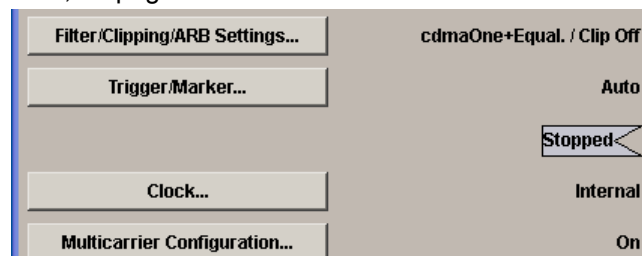 Filter/Clipping/ARB Settings... cdmaOne+Equal. / Clip Off
Trigger/Marker... Auto
Stopped
Clock... Internal
Multicarrier Configuration... On